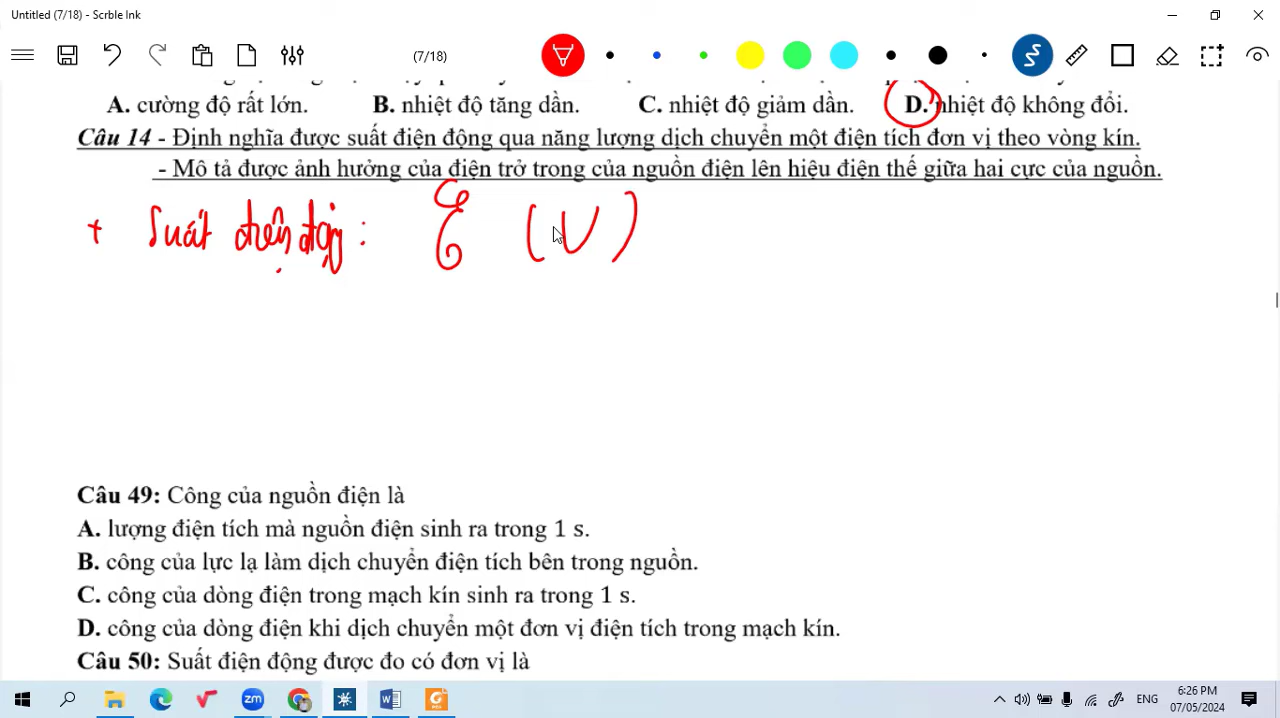 Untitled (7/18) - Scrble Ink
(7/18)
A. cường độ rất lớn. B. nhiệt độ tăng dần. C. nhiệt độ giảm dần. D. nhiệt độ không đổi.
Câu 14 - Định nghĩa được suất điện động qua năng lượng dịch chuyển một điện tích đơn vị theo vòng kín.
- Mô tả được ảnh hưởng của điện trở trong của nguồn điện lên hiệu điện thế giữa hai cực của nguồn.
+ Suất điện động : ℰ (V)
Câu 49: Công của nguồn điện là
A. lượng điện tích mà nguồn điện sinh ra trong 1 s.
B. công của lực lạ làm dịch chuyển điện tích bên trong nguồn.
C. công của dòng điện trong mạch kín sinh ra trong 1 s.
D. công của dòng điện khi dịch chuyển một đơn vị điện tích trong mạch kín.
Câu 50: Suất điện động được đo có đơn vị là
zm
ENG
6:26 PM
07/05/2024